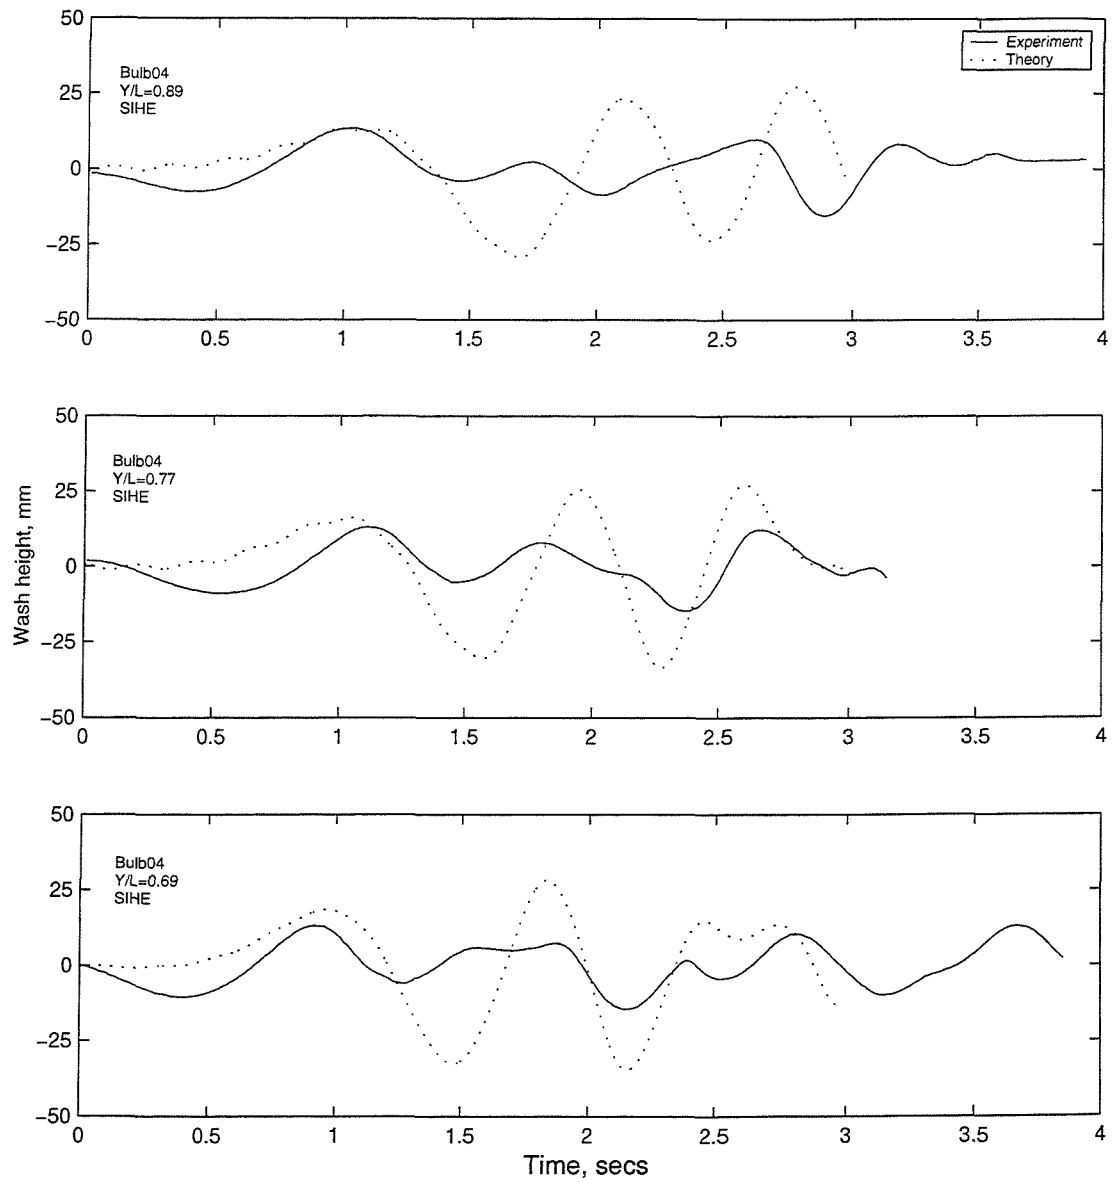 50
25
0
−25
−50
Bulb04
Y/L=0.89
SIHE
Experiment
Theory
0 0.5 1 1.5 2 2.5 3 3.5 4
Wash height, mm
50
25
0
−25
−50
Bulb04
Y/L=0.77
SIHE
0 0.5 1 1.5 2 2.5 3 3.5 4
50
25
0
−25
−50
Bulb04
Y/L=0.69
SIHE
0 0.5 1 1.5 2 2.5 3 3.5 4
Time, secs